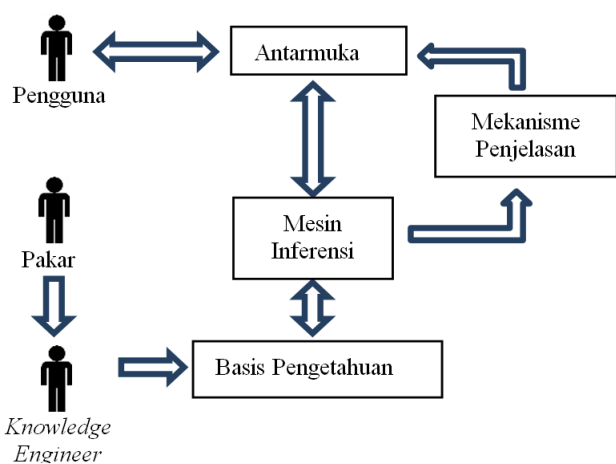 Antarmuka
Pengguna
Mekanisme
Penjelasan
Pakar
Mesin
Inferensi
Basis Pengetahuan
Knowledge
Engineer